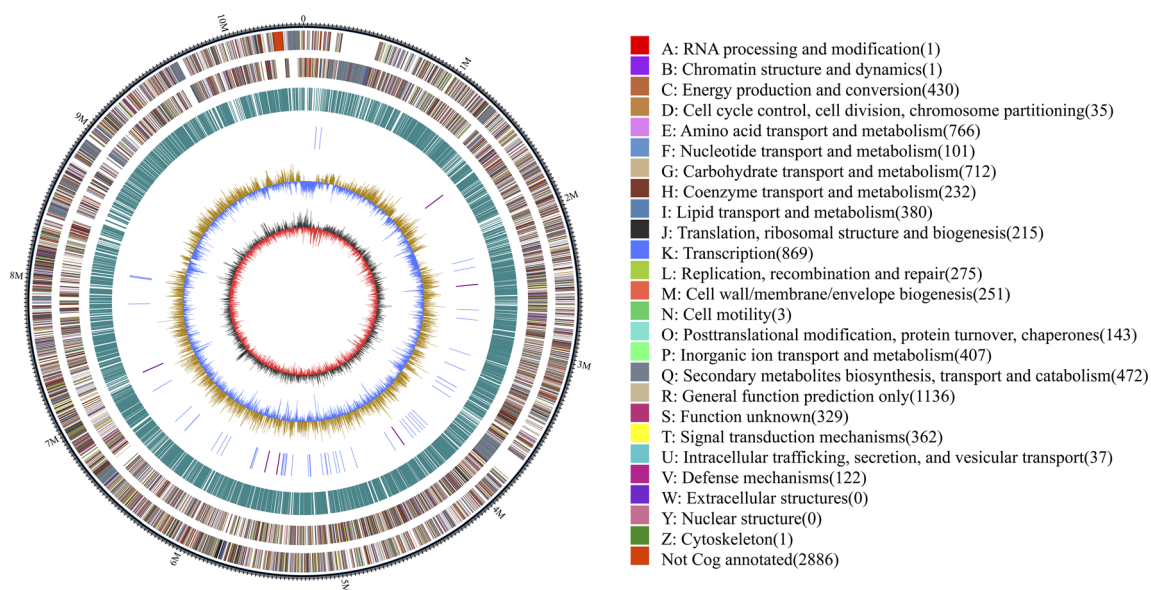 0
1M
2M
3M
4M
5M
6M
7M
8M
9M
10M
A: RNA processing and modification(1)
B: Chromatin structure and dynamics(1)
C: Energy production and conversion(430)
D: Cell cycle control, cell division, chromosome partitioning(35)
E: Amino acid transport and metabolism(766)
F: Nucleotide transport and metabolism(101)
G: Carbohydrate transport and metabolism(712)
H: Coenzyme transport and metabolism(232)
I: Lipid transport and metabolism(380)
J: Translation, ribosomal structure and biogenesis(215)
K: Transcription(869)
L: Replication, recombination and repair(275)
M: Cell wall/membrane/envelope biogenesis(251)
N: Cell motility(3)
O: Posttranslational modification, protein turnover, chaperones(143)
P: Inorganic ion transport and metabolism(407)
Q: Secondary metabolites biosynthesis, transport and catabolism(472)
R: General function prediction only(1136)
S: Function unknown(329)
T: Signal transduction mechanisms(362)
U: Intracellular trafficking, secretion, and vesicular transport(37)
V: Defense mechanisms(122)
W: Extracellular structures(0)
Y: Nuclear structure(0)
Z: Cytoskeleton(1)
Not Cog annotated(2886)